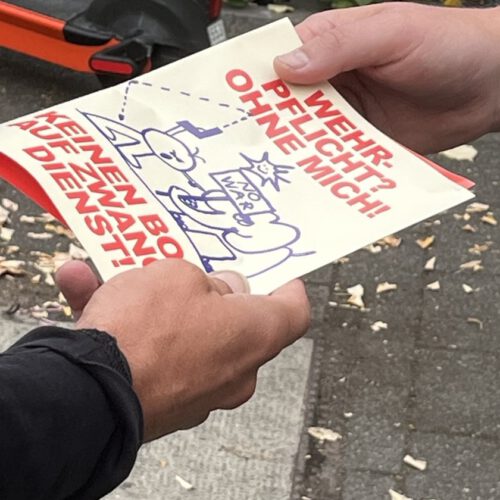 WEHR-
PFLICHT?
OHNE MICH!
NO
WAR
KEINEN BO
AUF ZWANG
DIENST!